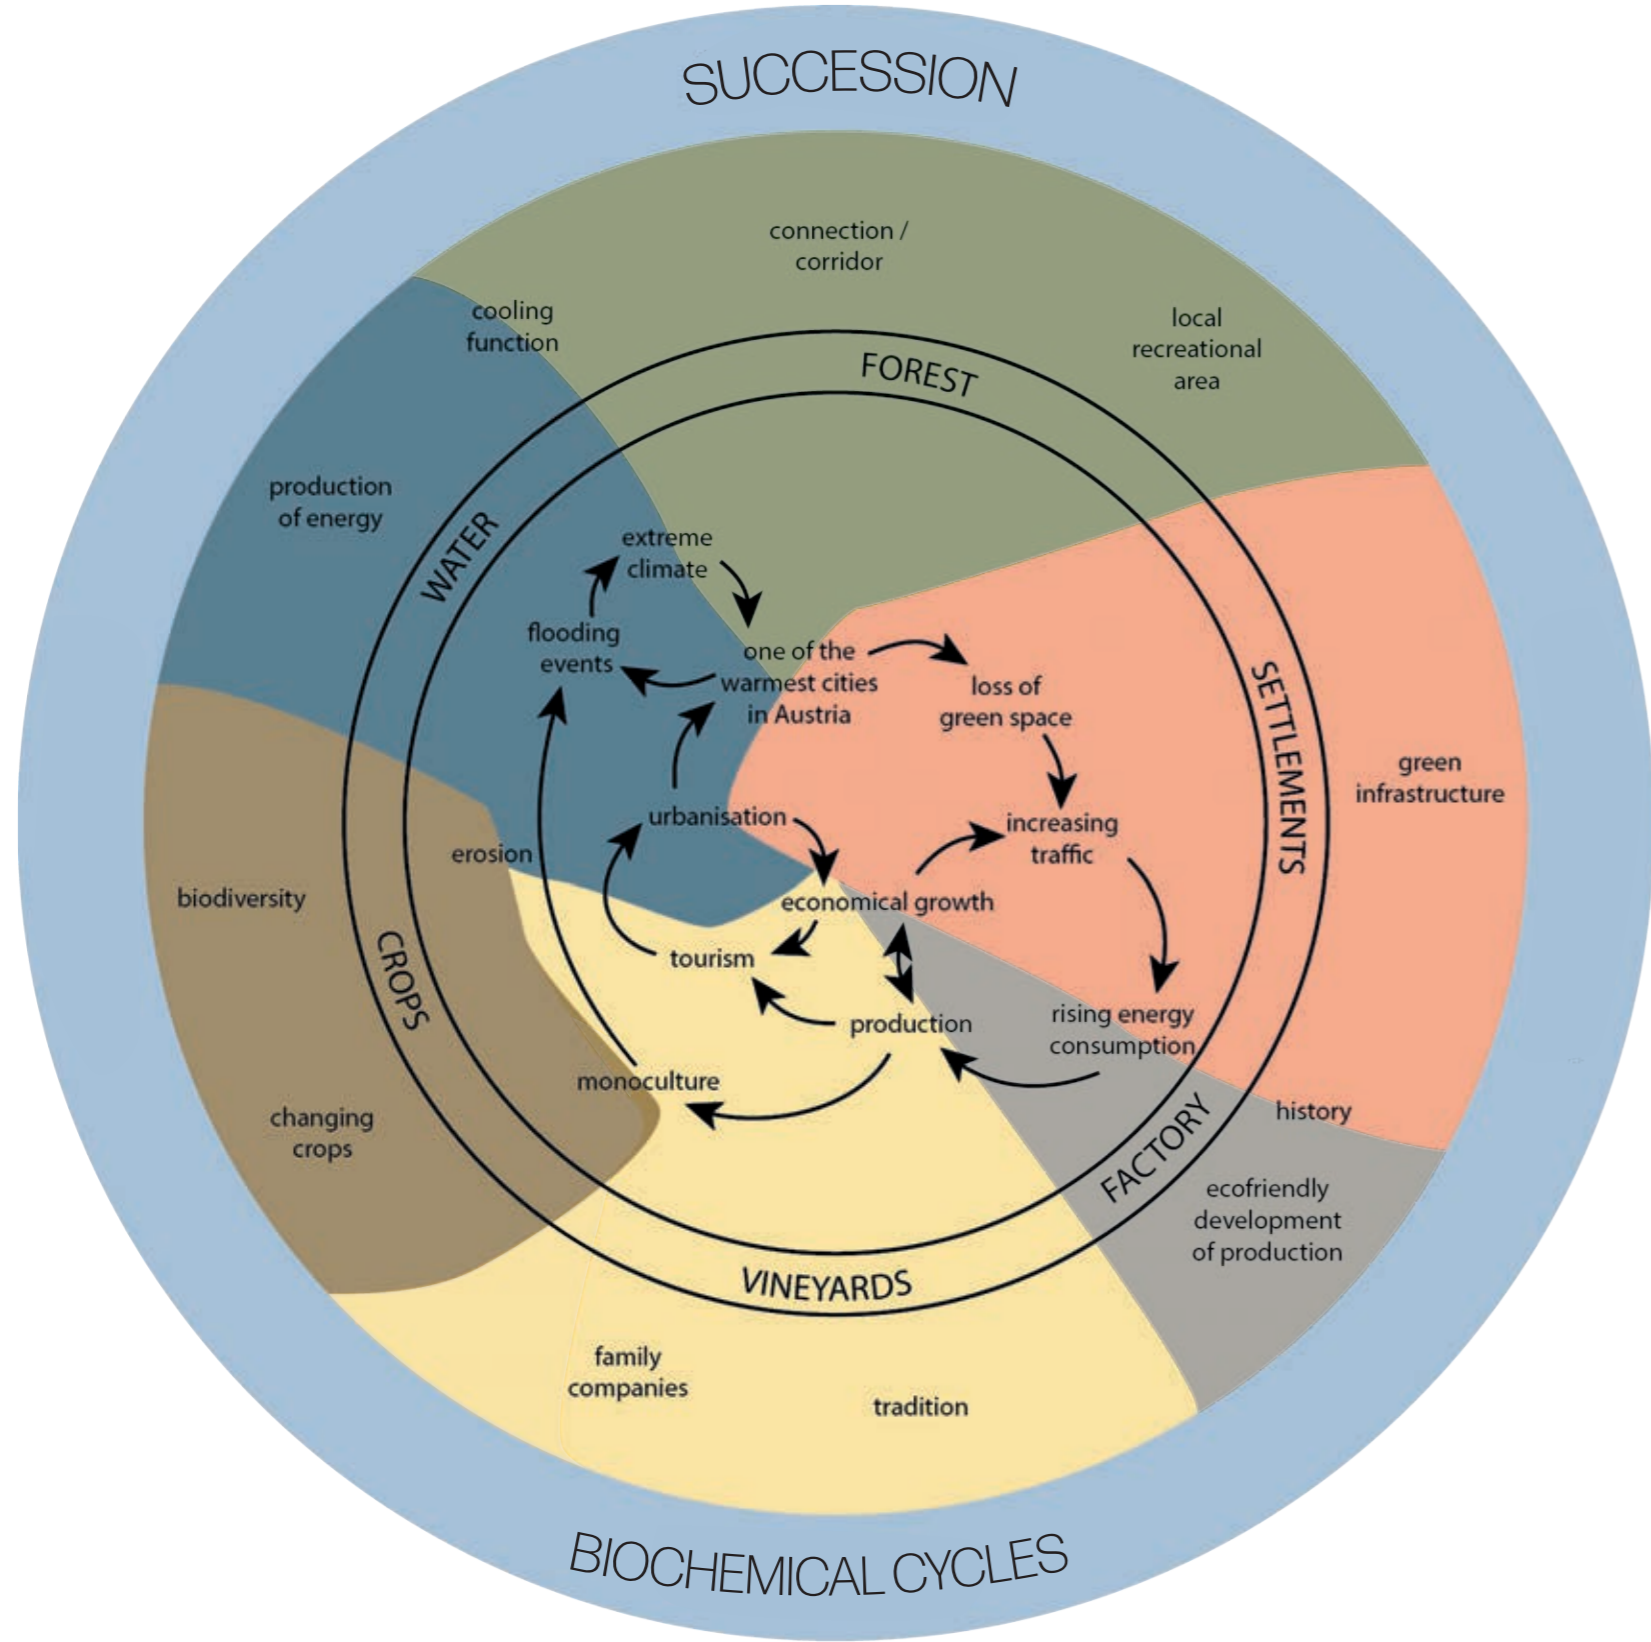 SUCCESSION
connection /
corridor
cooling
function
local
recreational
area
FOREST
production
of energy
WATER
extreme
climate
flooding
events
one of the
warmest cities
in Austria
loss of
green space
SETTLEMENTS
green
infrastructure
urbanisation
increasing
traffic
erosion
biodiversity
economical growth
CROPS
tourism
production
rising energy
consumption
monoculture
changing
crops
history
FACTORY
ecofriendly
development
of production
VINEYARDS
family
companies
tradition
BIOCHEMICAL CYCLES